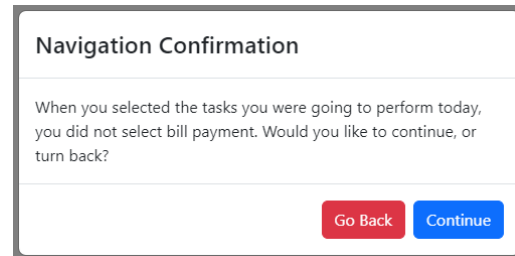 Navigation Confirmation
When you selected the tasks you were going to perform today,
you did not select bill payment. Would you like to continue, or
turn back?
Go Back Continue